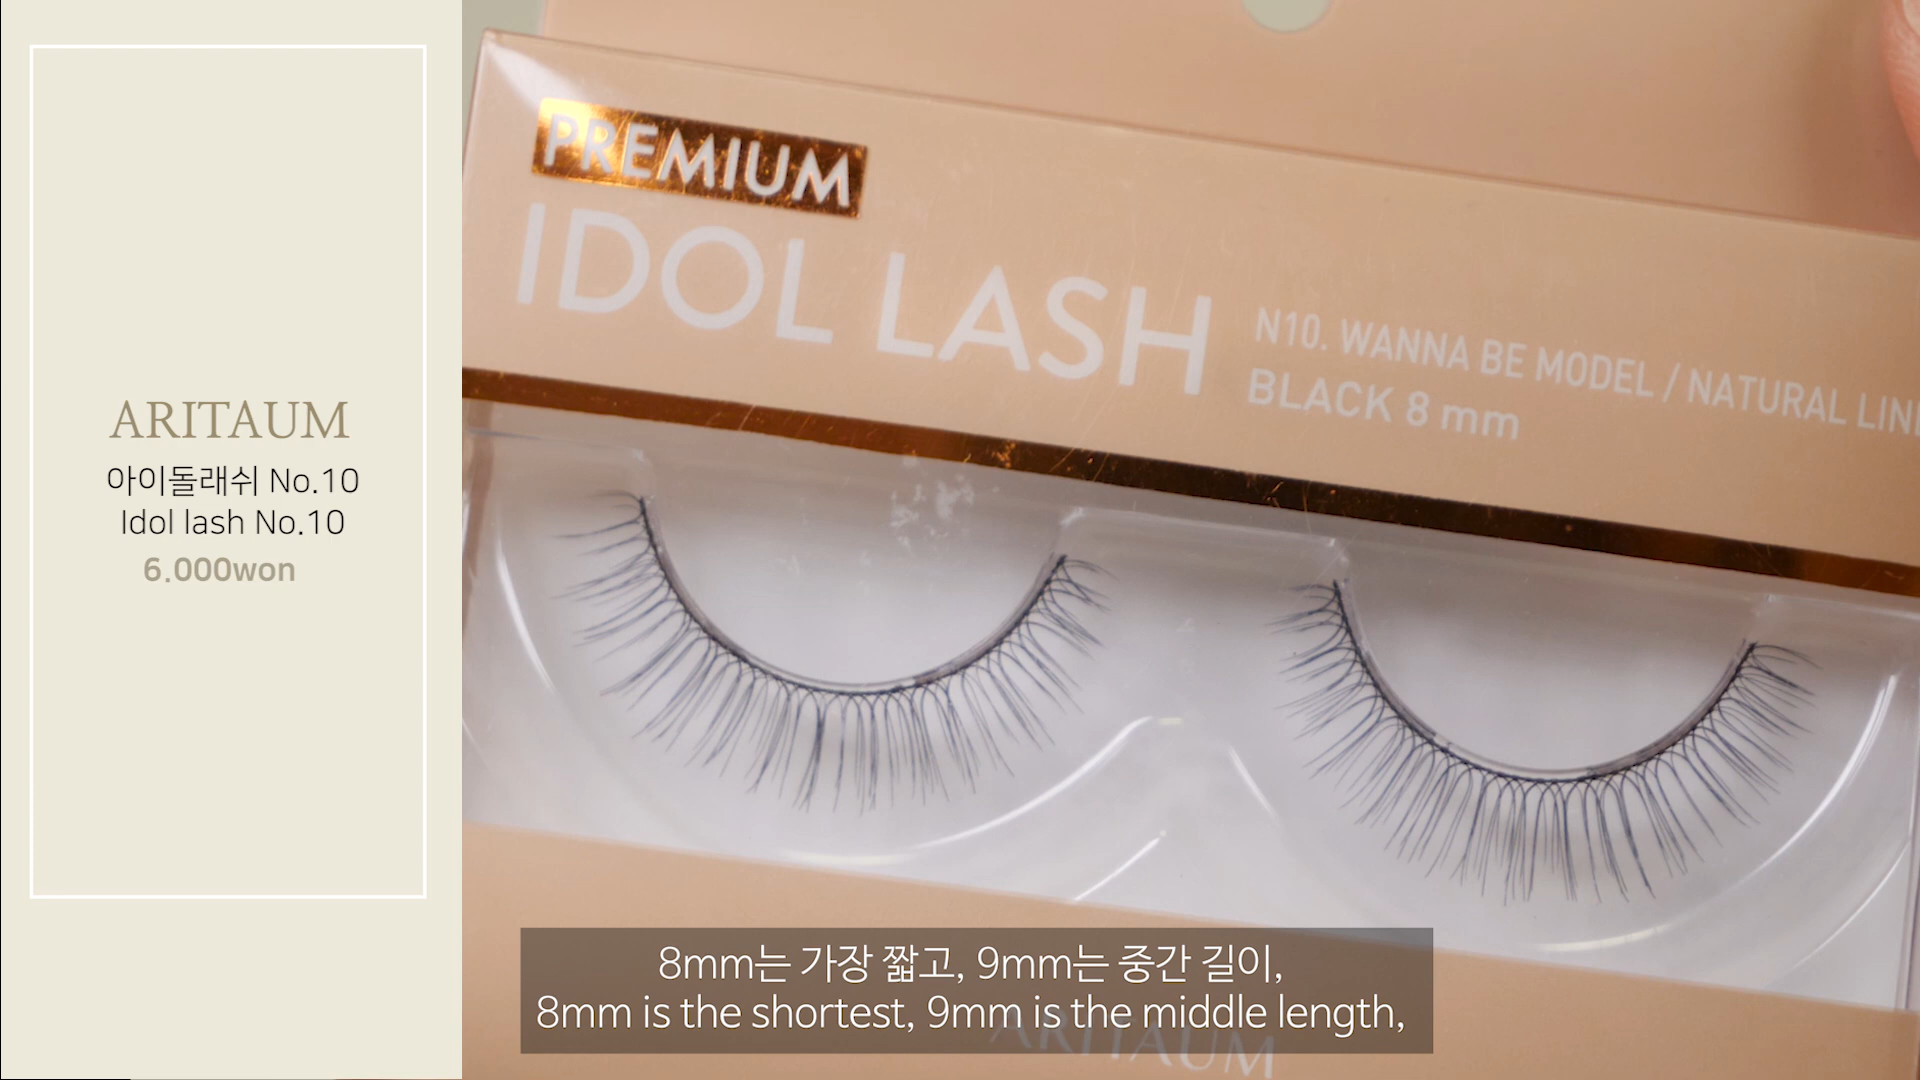 ARITAUM
아이돌래쉬 No.10
Idol lash No.10
6.000won
PREMIUM
IDOL LASH
N10. WANNA BE MODEL / NATURAL
BLACK 8 mm
8mm는 가장 짧고, 9mm는 중간 길이,
8mm is the shortest, 9mm is the middle length,
ARITAUM